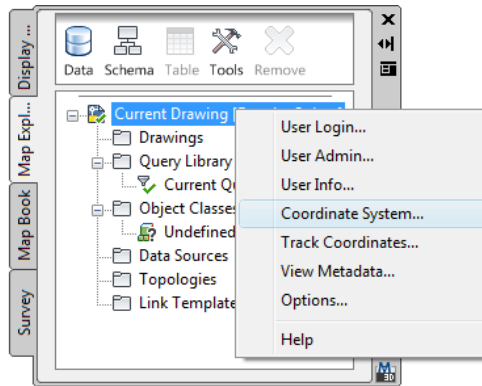 Display ...
Map Expl...
Map Book
Survey
Data Schema Table Tools Remove
Current Drawing
Drawings
Query Library
Current Qu
Object Classes
Undefined
Data Sources
Topologies
Link Template
User Login...
User Admin...
User Info...
Coordinate System...
Track Coordinates...
View Metadata...
Options...
Help
3D